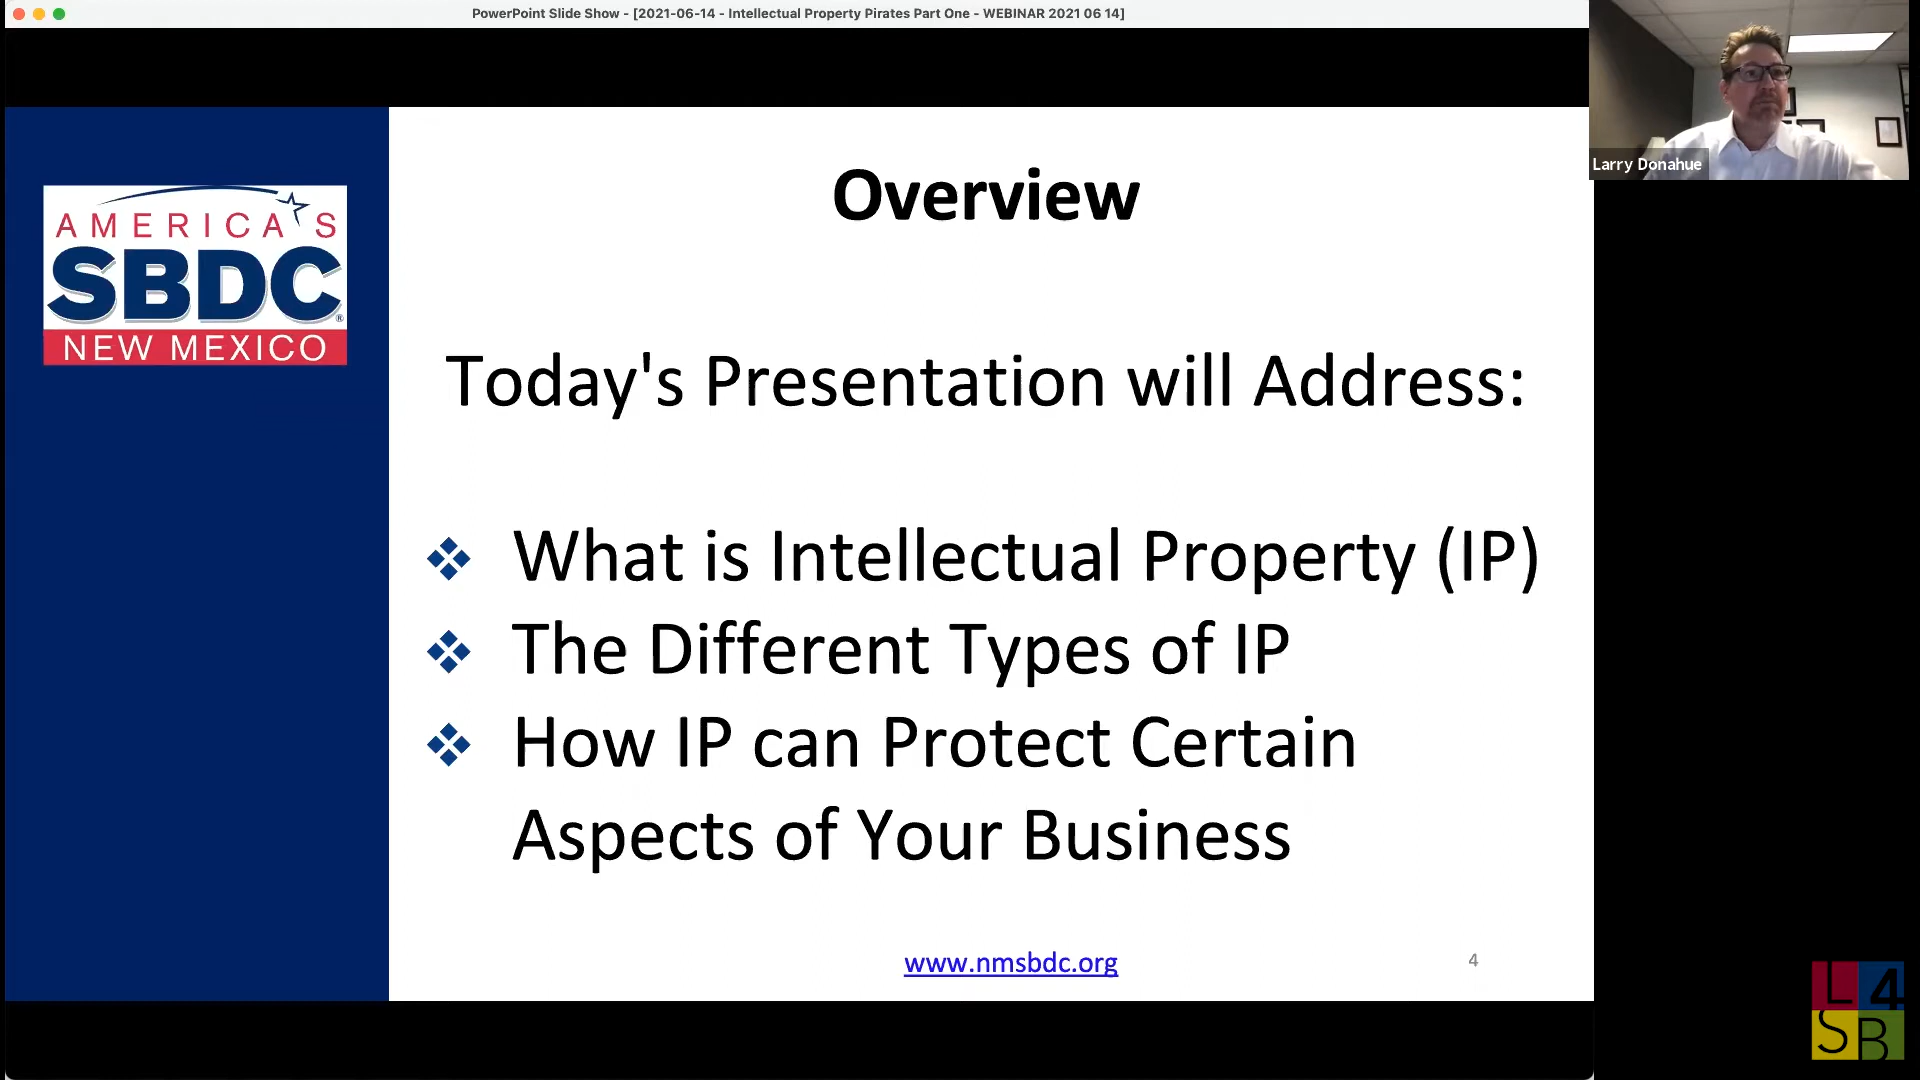 PowerPoint Slide Show - [2021-06-14 - Intellectual Property Pirates Part One - WEBINAR 2021 06 14]
Larry Donahue
AMERICA'S
SBDC®
NEW MEXICO
Overview
Today's Presentation will Address:
❖ What is Intellectual Property (IP)
❖ The Different Types of IP
❖ How IP can Protect Certain
Aspects of Your Business
www.nmsbdc.org
4
L4
SB